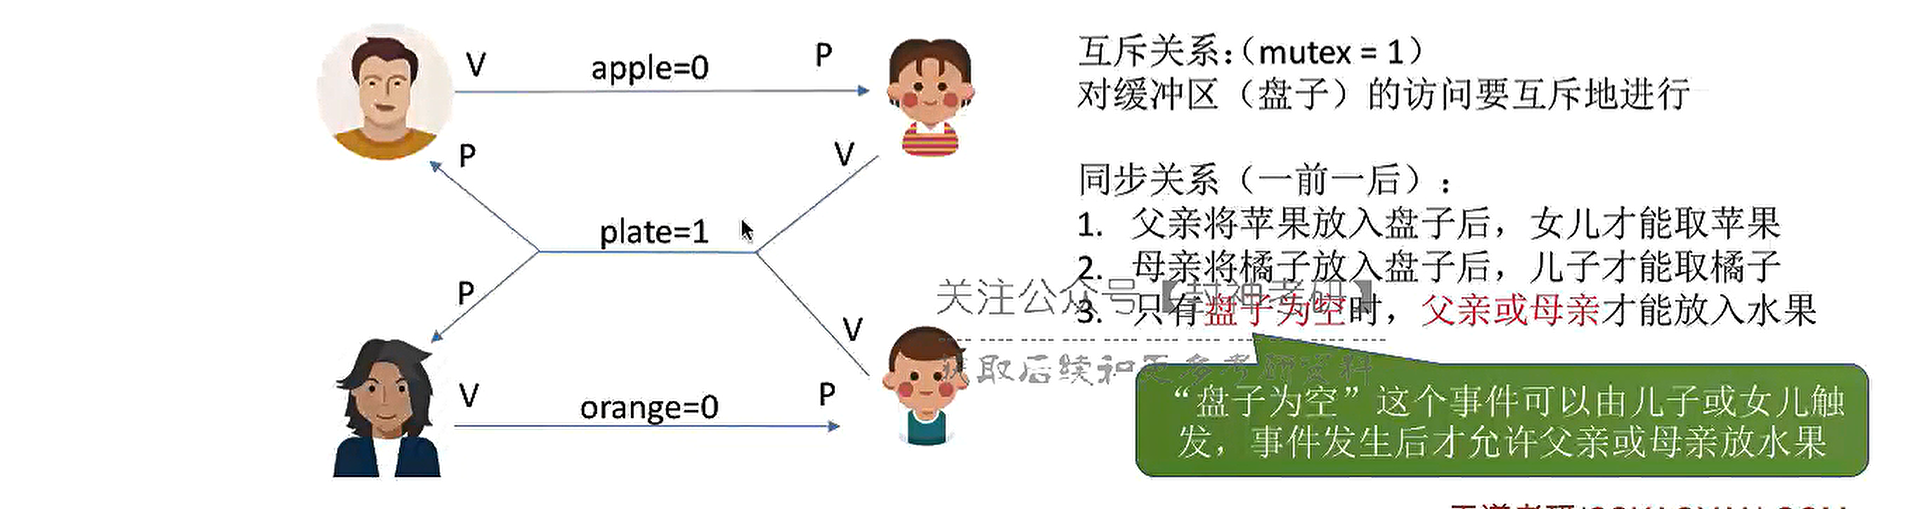 V
apple=0
P
P
V
plate=1
P
V
V
orange=0
P
互斥关系：（mutex = 1）
对缓冲区（盘子）的访问要互斥地进行
同步关系（一前一后）：
1. 父亲将苹果放入盘子后，女儿才能取苹果
2. 母亲将橘子放入盘子后，儿子才能取橘子
3. 只有盘子为空时，父亲或母亲才能放入水果
关注公众号【封神考研】
获取后续和更多考研资料
“盘子为空”这个事件可以由儿子或女儿触
发，事件发生后才允许父亲或母亲放水果